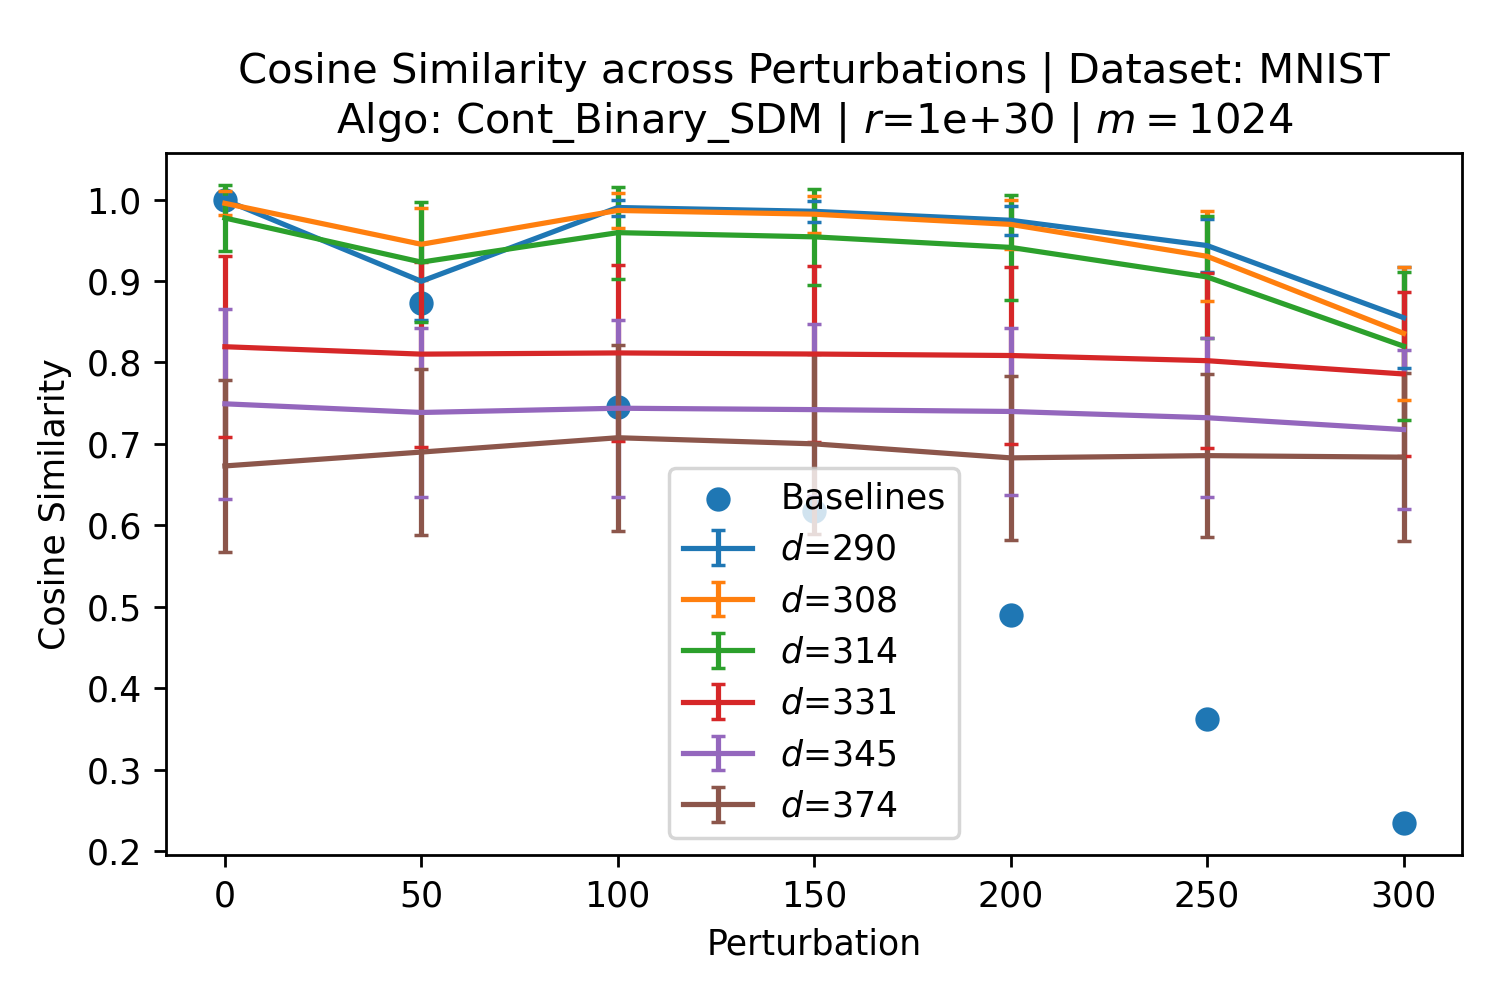 Cosine Similarity across Perturbations | Dataset: MNIST
Algo: Cont_Binary_SDM | r=1e+30 | m = 1024
Cosine Similarity
1.0
0.9
0.8
0.7
0.6
0.5
0.4
0.3
0.2
Baselines
d=290
d=308
d=314
d=331
d=345
d=374
0 50 100 150 200 250 300
Perturbation